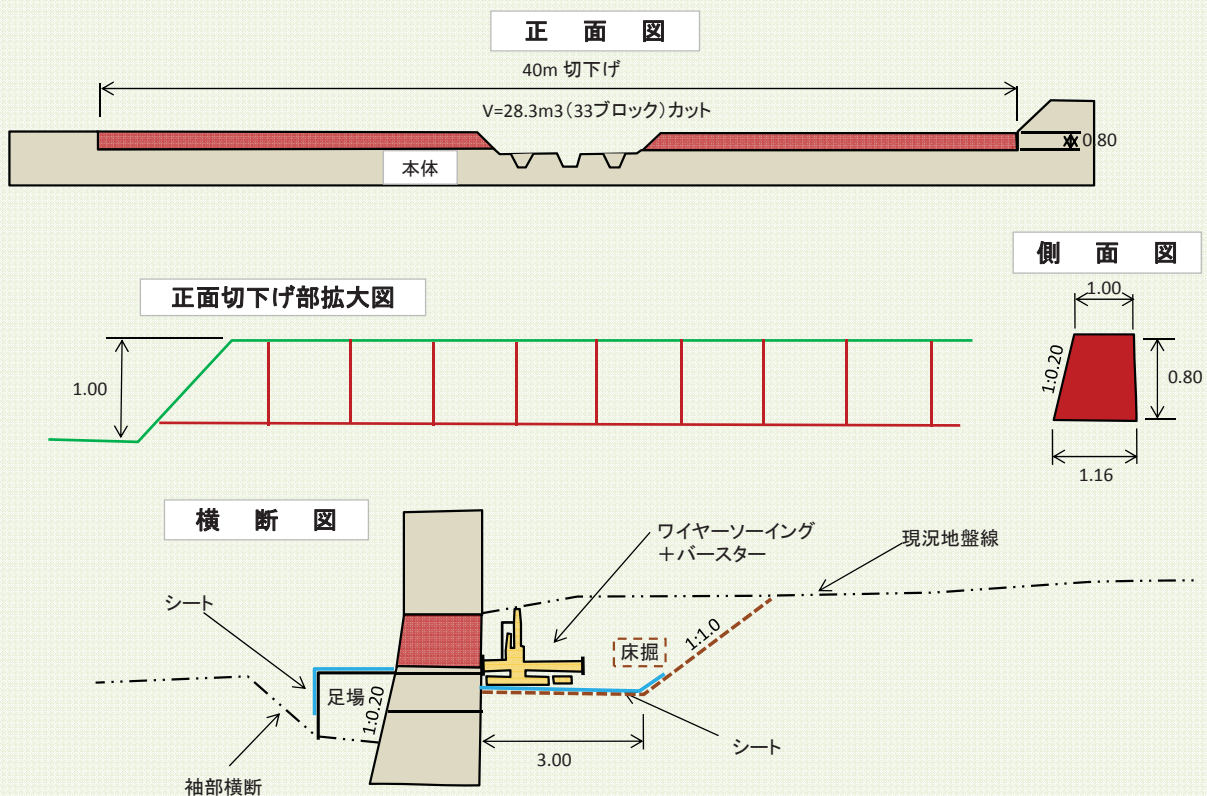 正 面 図
40m 切下げ
V=28.3m3（33ブロック）カット
0.80
本体
側 面 図
正面切下げ部拡大図
1.00
1.00
1:0.20
0.80
1.16
横 断 図
ワイヤーソーイング
＋バースター
現況地盤線
シート
床掘
1:1.0
足場
1:0.20
シート
3.00
袖部横断